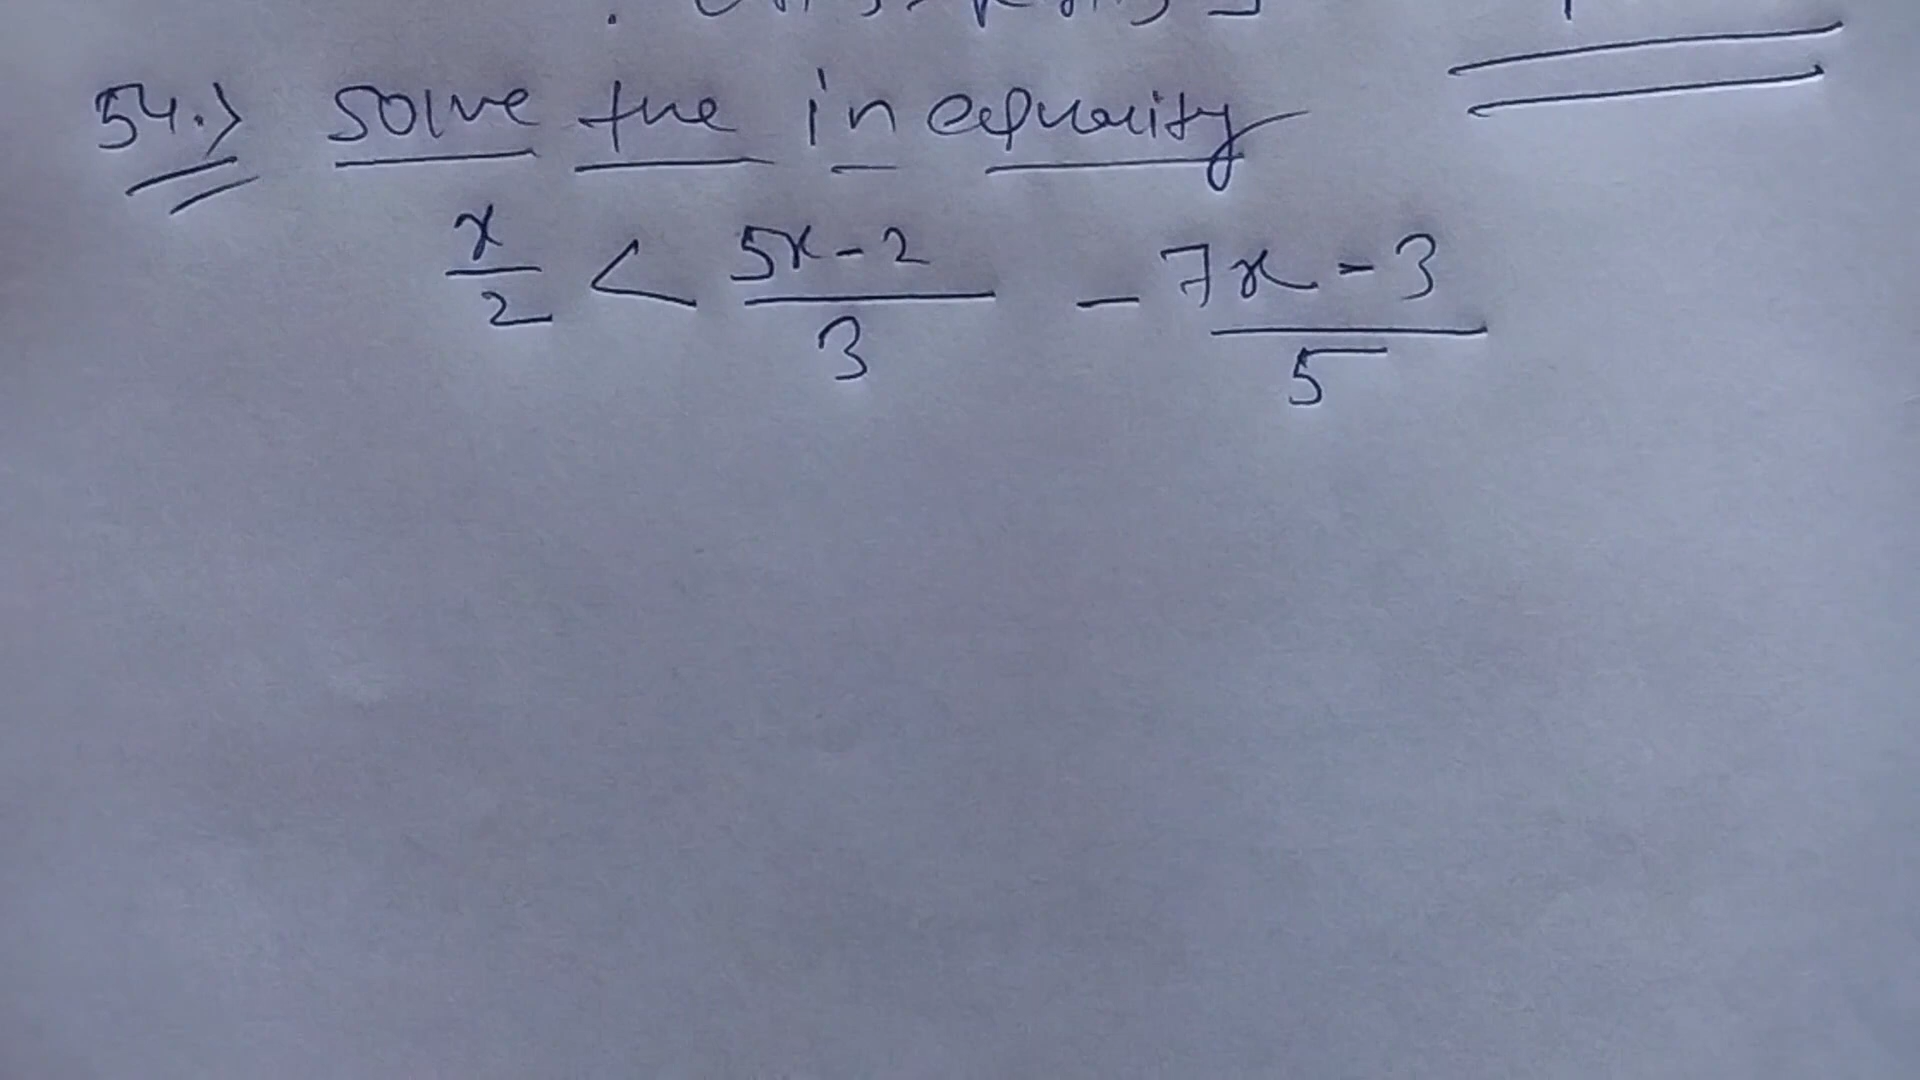 54.) Solve the inequality
x/2 < 5x-2/3 - 7x-3/5